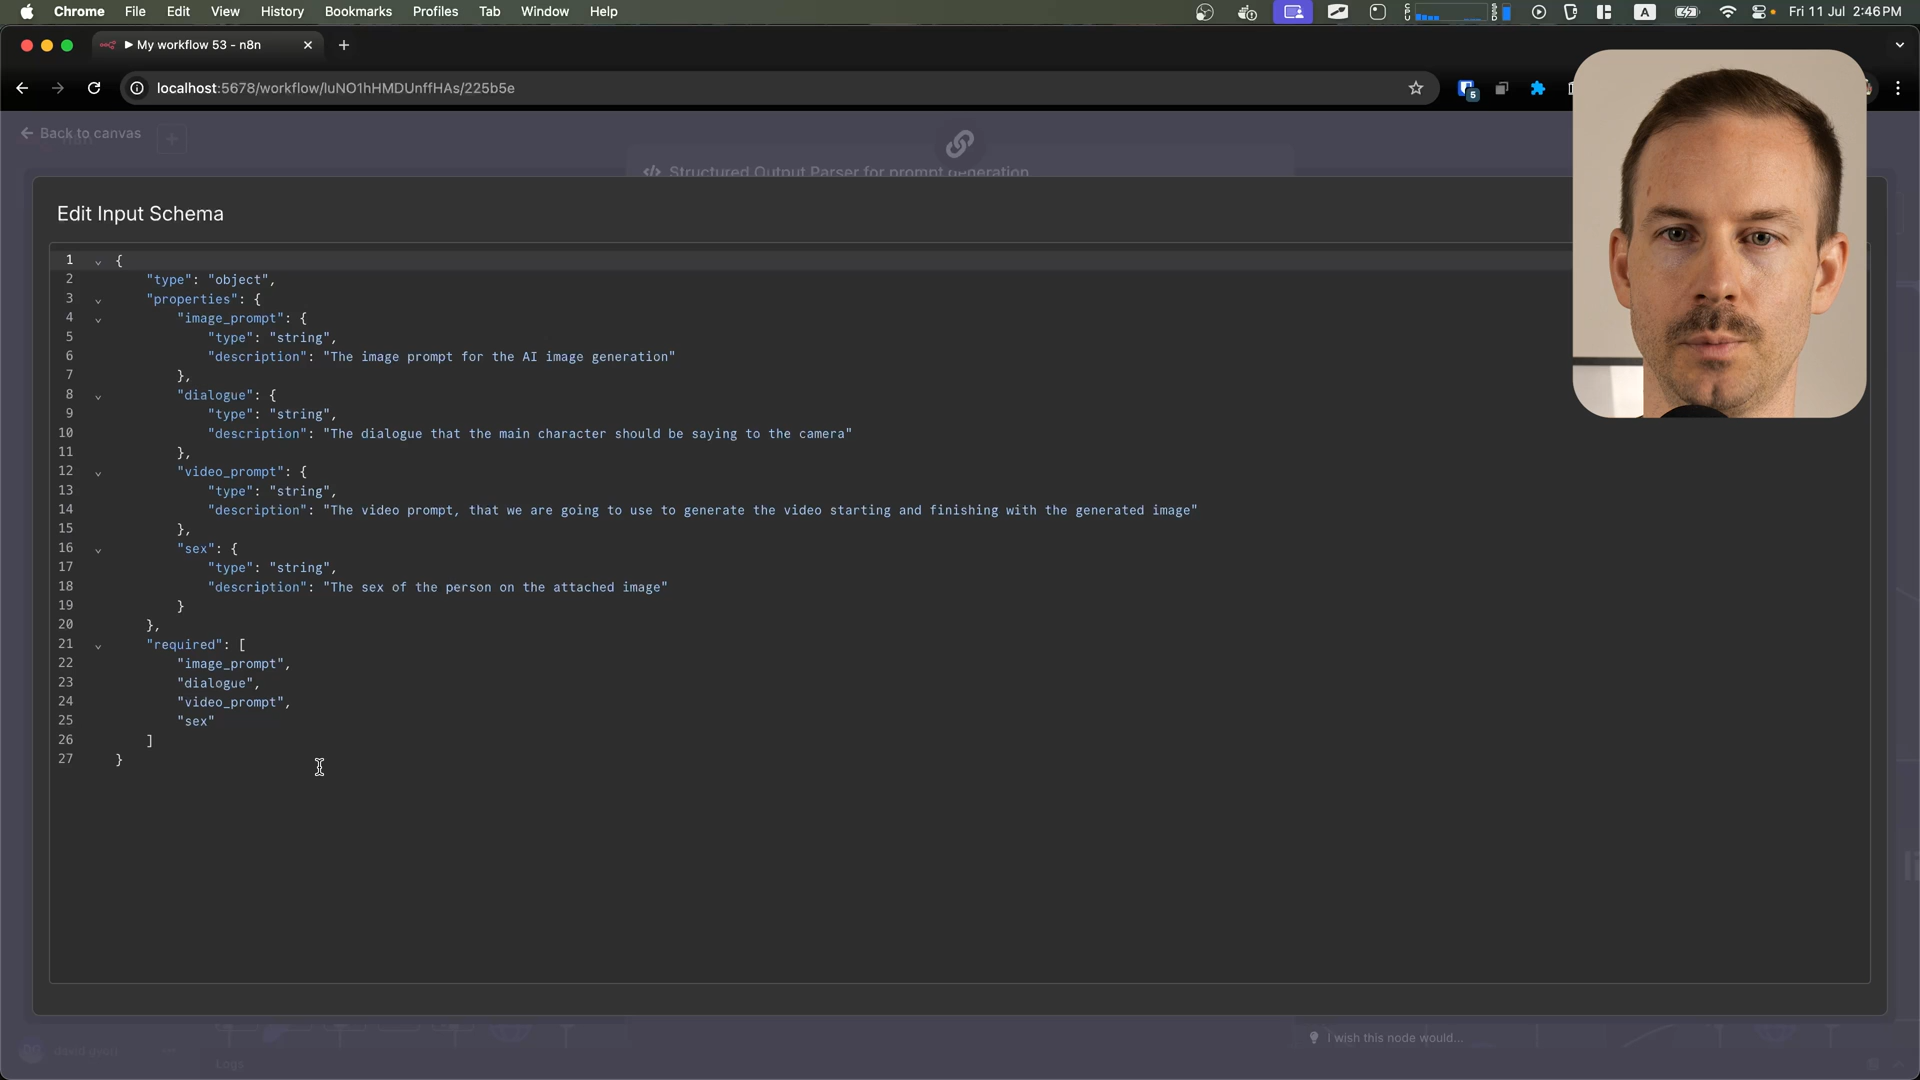 Chrome File Edit View History Bookmarks Profiles Tab Window Help A Fri 11 Jul 2:46 PM
My workflow 53 - n8n
localhost:5678/workflow/luNO1hHMDUnffHAs/225b5e 5
Back to canvas
Structured Output Parser for prompt generation
Edit Input Schema
1 {
2 "type": "object",
3 "properties": {
4 "image_prompt": {
5 "type": "string",
6 "description": "The image prompt for the AI image generation"
7 },
8 "dialogue": {
9 "type": "string",
10 "description": "The dialogue that the main character should be saying to the camera"
11 },
12 "video_prompt": {
13 "type": "string",
14 "description": "The video prompt, that we are going to use to generate the video starting and finishing with the generated image"
15 },
16 "sex": {
17 "type": "string",
18 "description": "The sex of the person on the attached image"
19 }
20 },
21 "required": [
22 "image_prompt",
23 "dialogue",
24 "video_prompt",
25 "sex"
26 ]
27 }
I wish this node would...
Logs